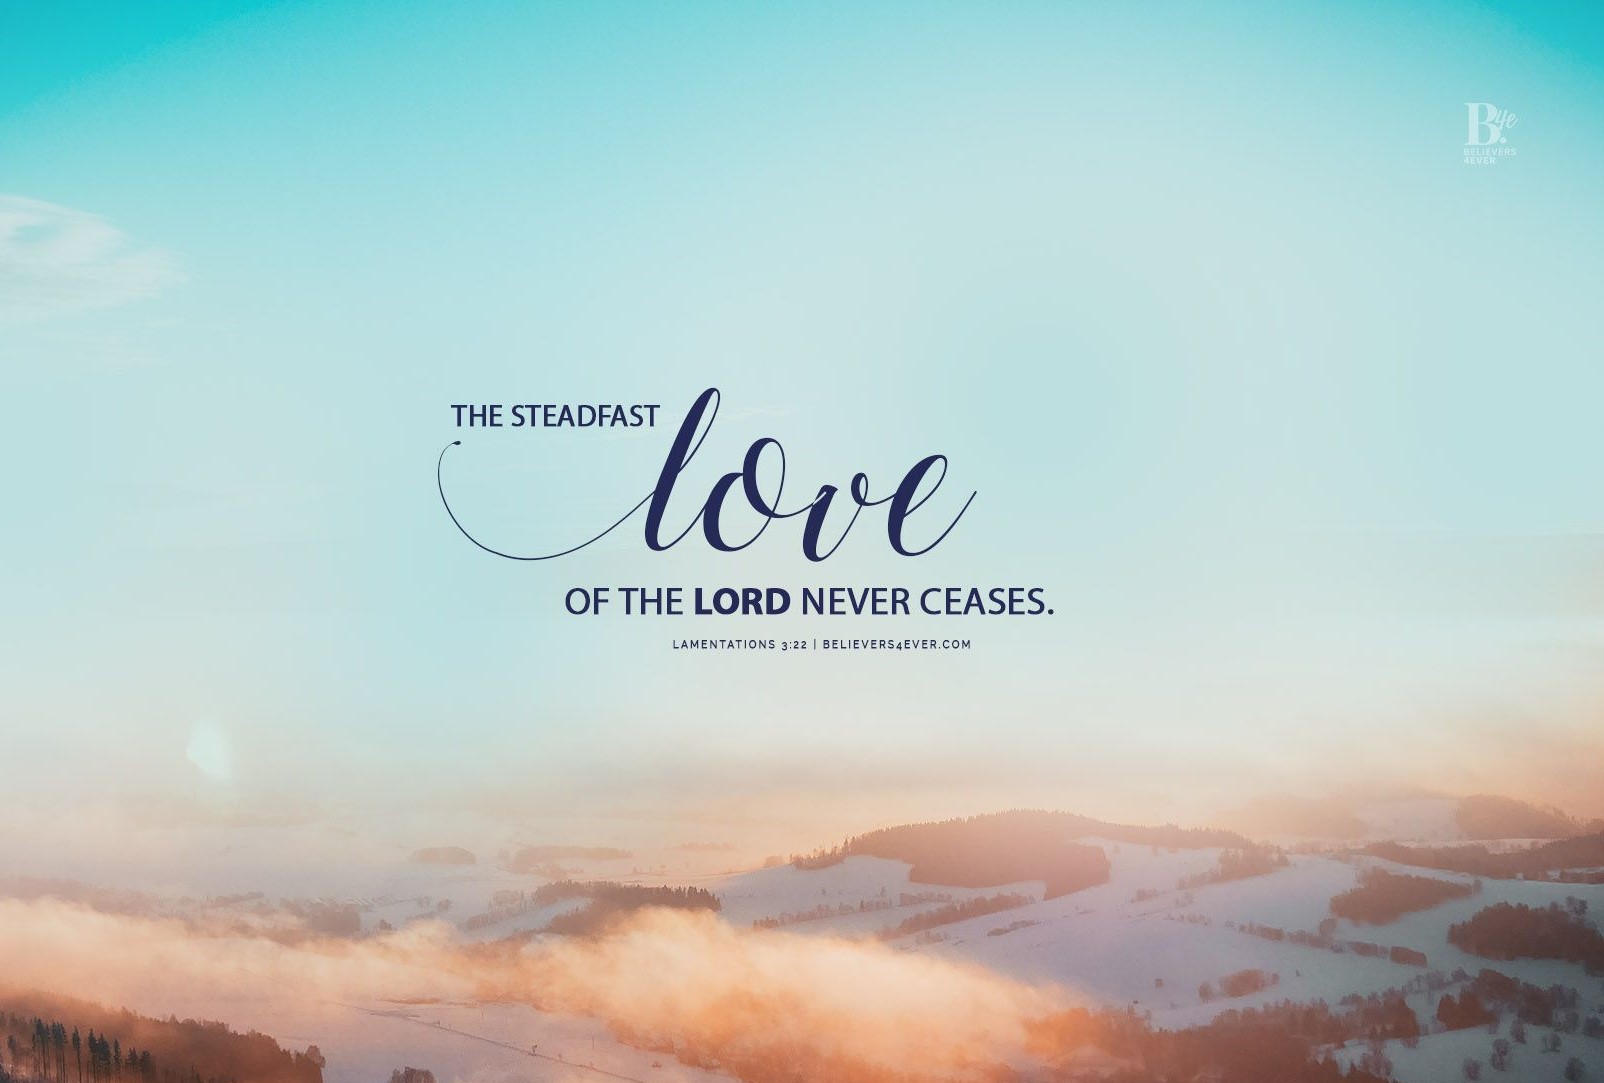 B4e.
BELIEVERS
4EVER
THE STEADFAST
love
OF THE LORD NEVER CEASES.
LAMENTATIONS 3:22 | BELIEVERS4EVER.COM